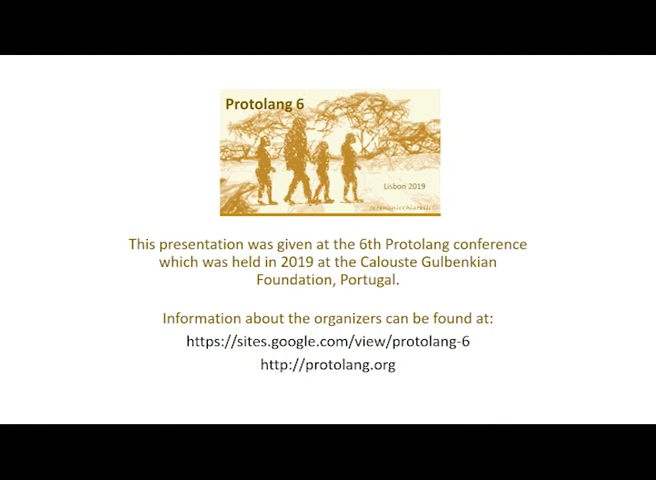 Protolang 6
Lisbon 2019
This presentation was given at the 6th Protolang conference
which was held in 2019 at the Calouste Gulbenkian
Foundation, Portugal.
Information about the organizers can be found at:
https://sites.google.com/view/protolang-6
http://protolang.org